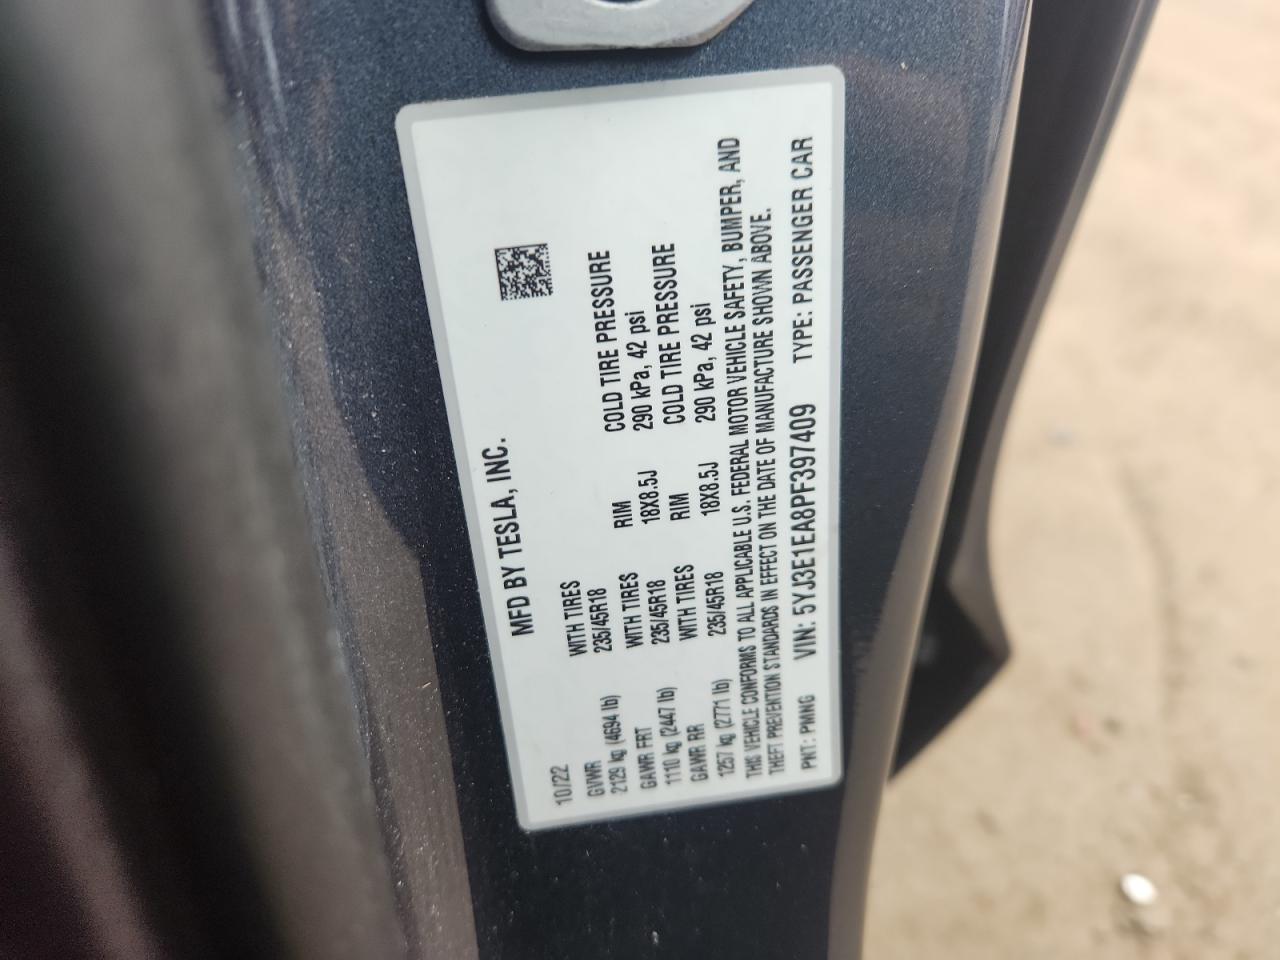 MFD BY TESLA, INC.
10/22
GVWR WITH TIRES COLD TIRE PRESSURE
2129 kg (4694 lb) 235/45R18 RIM 290 kPa, 42 psi
GAWR FRT WITH TIRES 18X8.5J COLD TIRE PRESSURE
1110 kg (2447 lb) 235/45R18 RIM 290 kPa, 42 psi
GAWR RR WITH TIRES 18X8.5J
1257 kg (2771 lb) 235/45R18
THIS VEHICLE CONFORMS TO ALL APPLICABLE U.S. FEDERAL MOTOR VEHICLE SAFETY, BUMPER, AND
THEFT PREVENTION STANDARDS IN EFFECT ON THE DATE OF MANUFACTURE SHOWN ABOVE.
PNT: PMNG VIN: 5YJ3E1EA8PF397409 TYPE: PASSENGER CAR